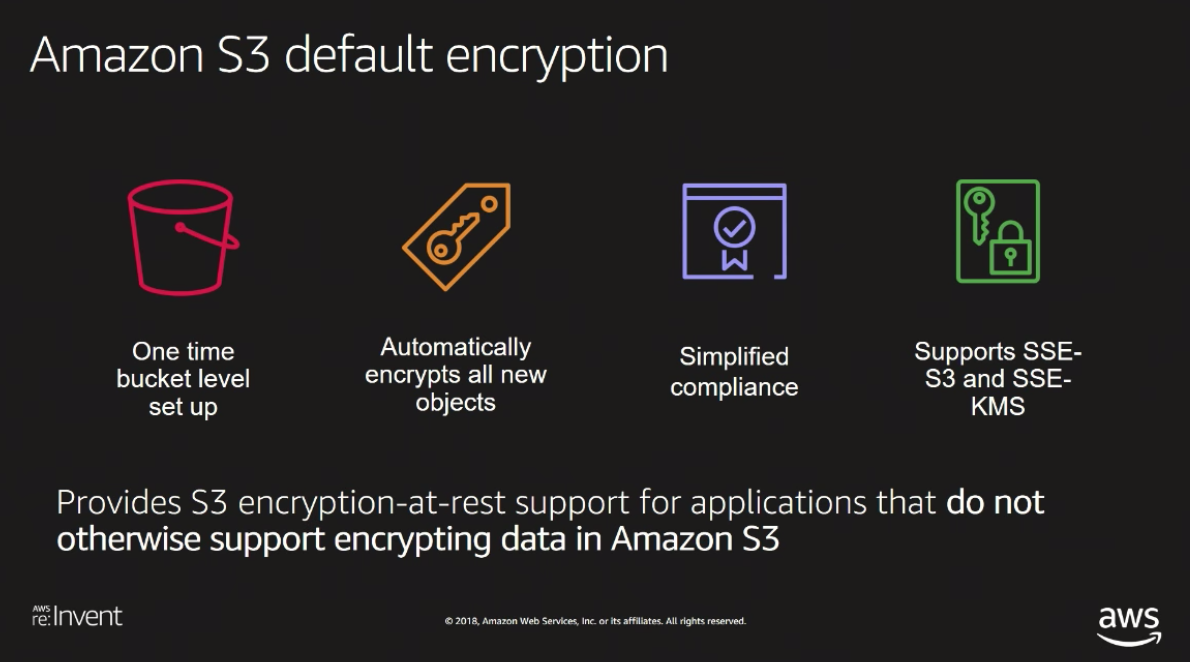 Amazon S3 default encryption
One time
bucket level
set up
Automatically
encrypts all new
objects
Simplified
compliance
Supports SSE-
S3 and SSE-
KMS
Provides S3 encryption-at-rest support for applications that do not
otherwise support encrypting data in Amazon S3
AWS
re:Invent
© 2018, Amazon Web Services, Inc. or its affiliates. All rights reserved.
aws